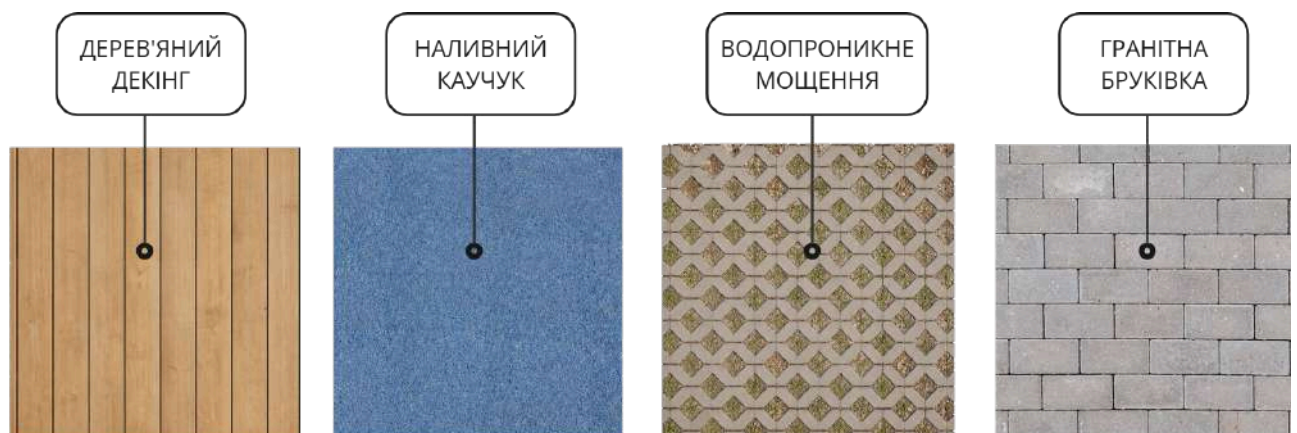 ДЕРЕВ'ЯНИЙ
ДЕКІНГ
НАЛИВНИЙ
КАУЧУК
ВОДОПРОНИКНЕ
МОЩЕННЯ
ГРАНІТНА
БРУКІВКА